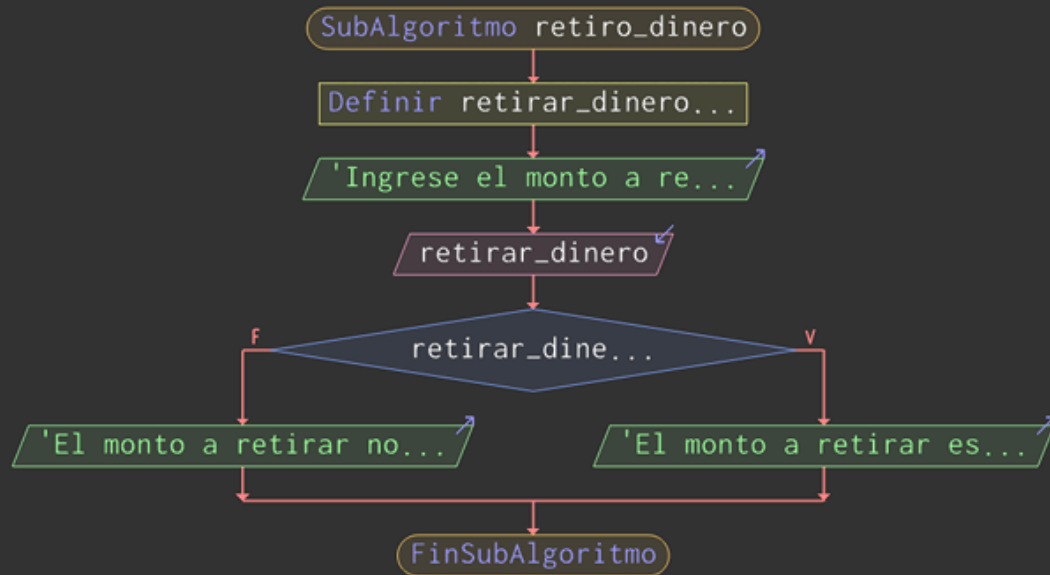 SubAlgoritmo retiro_dinero
Definir retirar_dinero...
'Ingrese el monto a re...
retirar_dinero
F
V
retirar_dine...
'El monto a retirar no...
'El monto a retirar es...
FinSubAlgoritmo